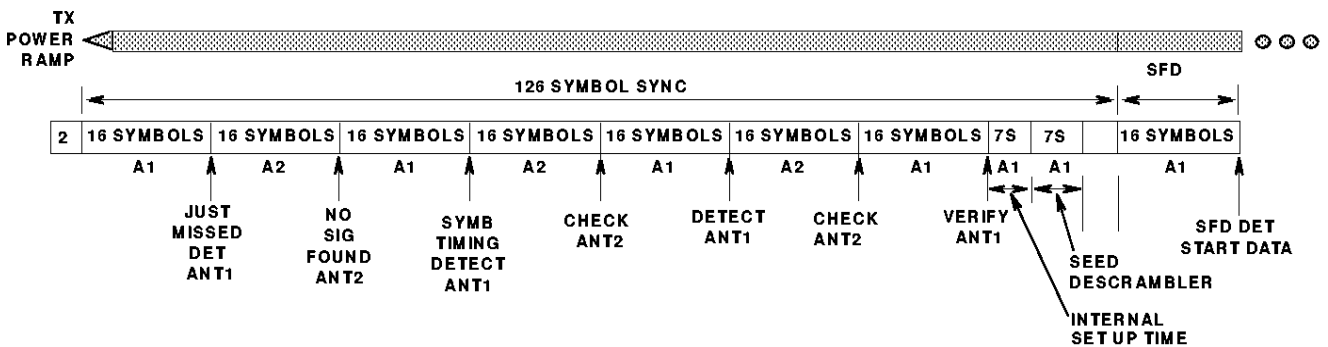 TX
POWER
RAMP
SFD
126 SYMBOL SYNC
2 16 SYMBOLS 16 SYMBOLS 16 SYMBOLS 16 SYMBOLS 16 SYMBOLS 16 SYMBOLS 16 SYMBOLS 7S 7S 16 SYMBOLS
A1 A2 A1 A2 A1 A2 A1 A1 A1 A1
JUST
MISSED
DET
ANT1
NO
SIG
FOUND
ANT2
SYMB
TIMING
DETECT
ANT1
CHECK
ANT2
DETECT
ANT1
CHECK
ANT2
VERIFY
ANT1
SFD DET
START DATA
SEED
DESCRAMBLER
INTERNAL
SET UP TIME